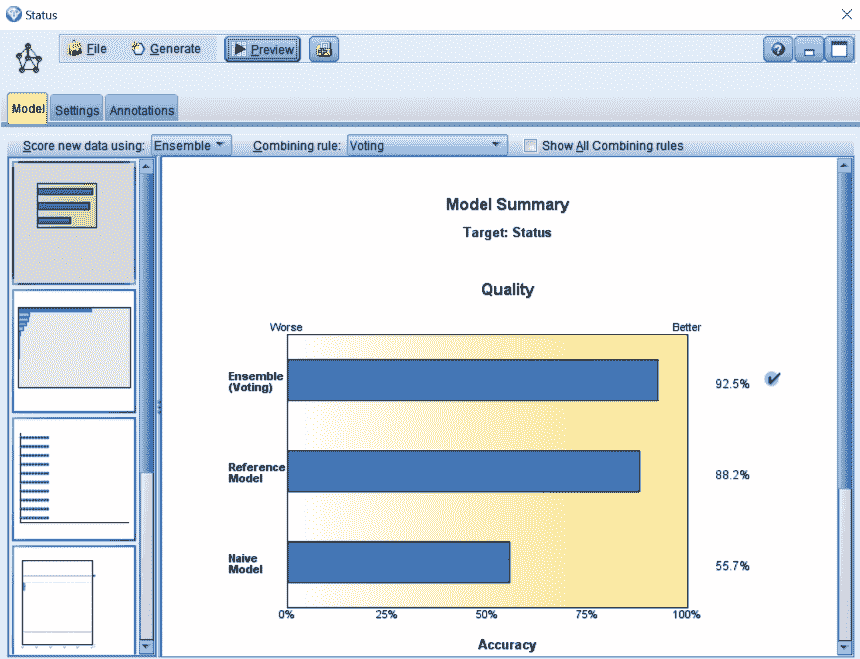 Status
File Generate Preview
Model Settings Annotations
Score new data using: Ensemble Combining rule: Voting Show All Combining rules
Model Summary
Target: Status
Quality
Worse Better
Ensemble
(Voting)
92.5%
Reference
Model
88.2%
Naive
Model
55.7%
0% 25% 50% 75% 100%
Accuracy